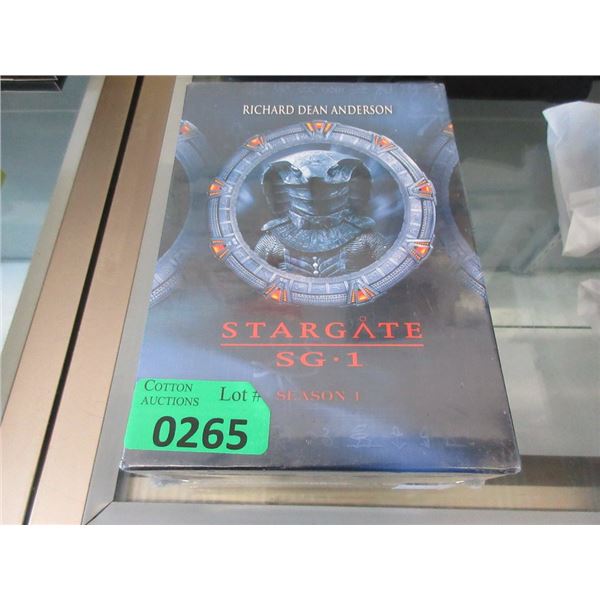 RICHARD DEAN ANDERSON
STARGATE
SG·1
SEASON 1
COTTON
AUCTIONS
Lot #
0265